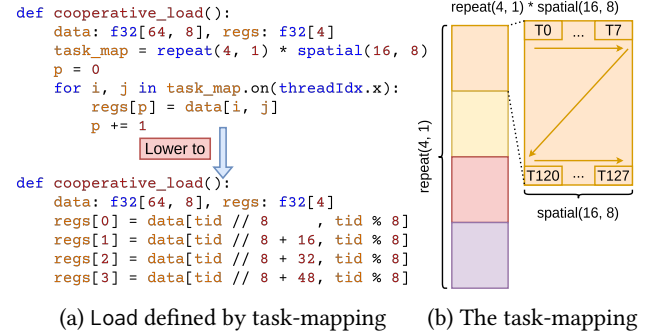 def cooperative_load():
    data: f32[64, 8], regs: f32[4]
    task_map = repeat(4, 1) * spatial(16, 8)
    p = 0
    for i, j in task_map.on(threadIdx.x):
        regs[p] = data[i, j]
        p += 1
Lower to
def cooperative_load():
    data: f32[64, 8], regs: f32[4]
    regs[0] = data[tid // 8     , tid % 8]
    regs[1] = data[tid // 8 + 16, tid % 8]
    regs[2] = data[tid // 8 + 32, tid % 8]
    regs[3] = data[tid // 8 + 48, tid % 8]
(a) Load defined by task-mapping
repeat(4, 1) * spatial(16, 8)
repeat(4, 1)
T0 ... T7
T120 ... T127
spatial(16, 8)
(b) The task-mapping